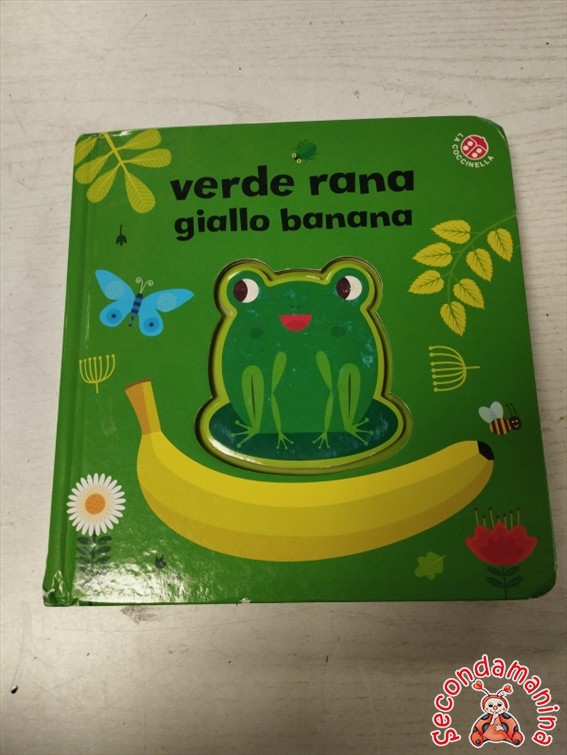 LA COCCINELLA
verde rana
giallo banana
Secondamanina